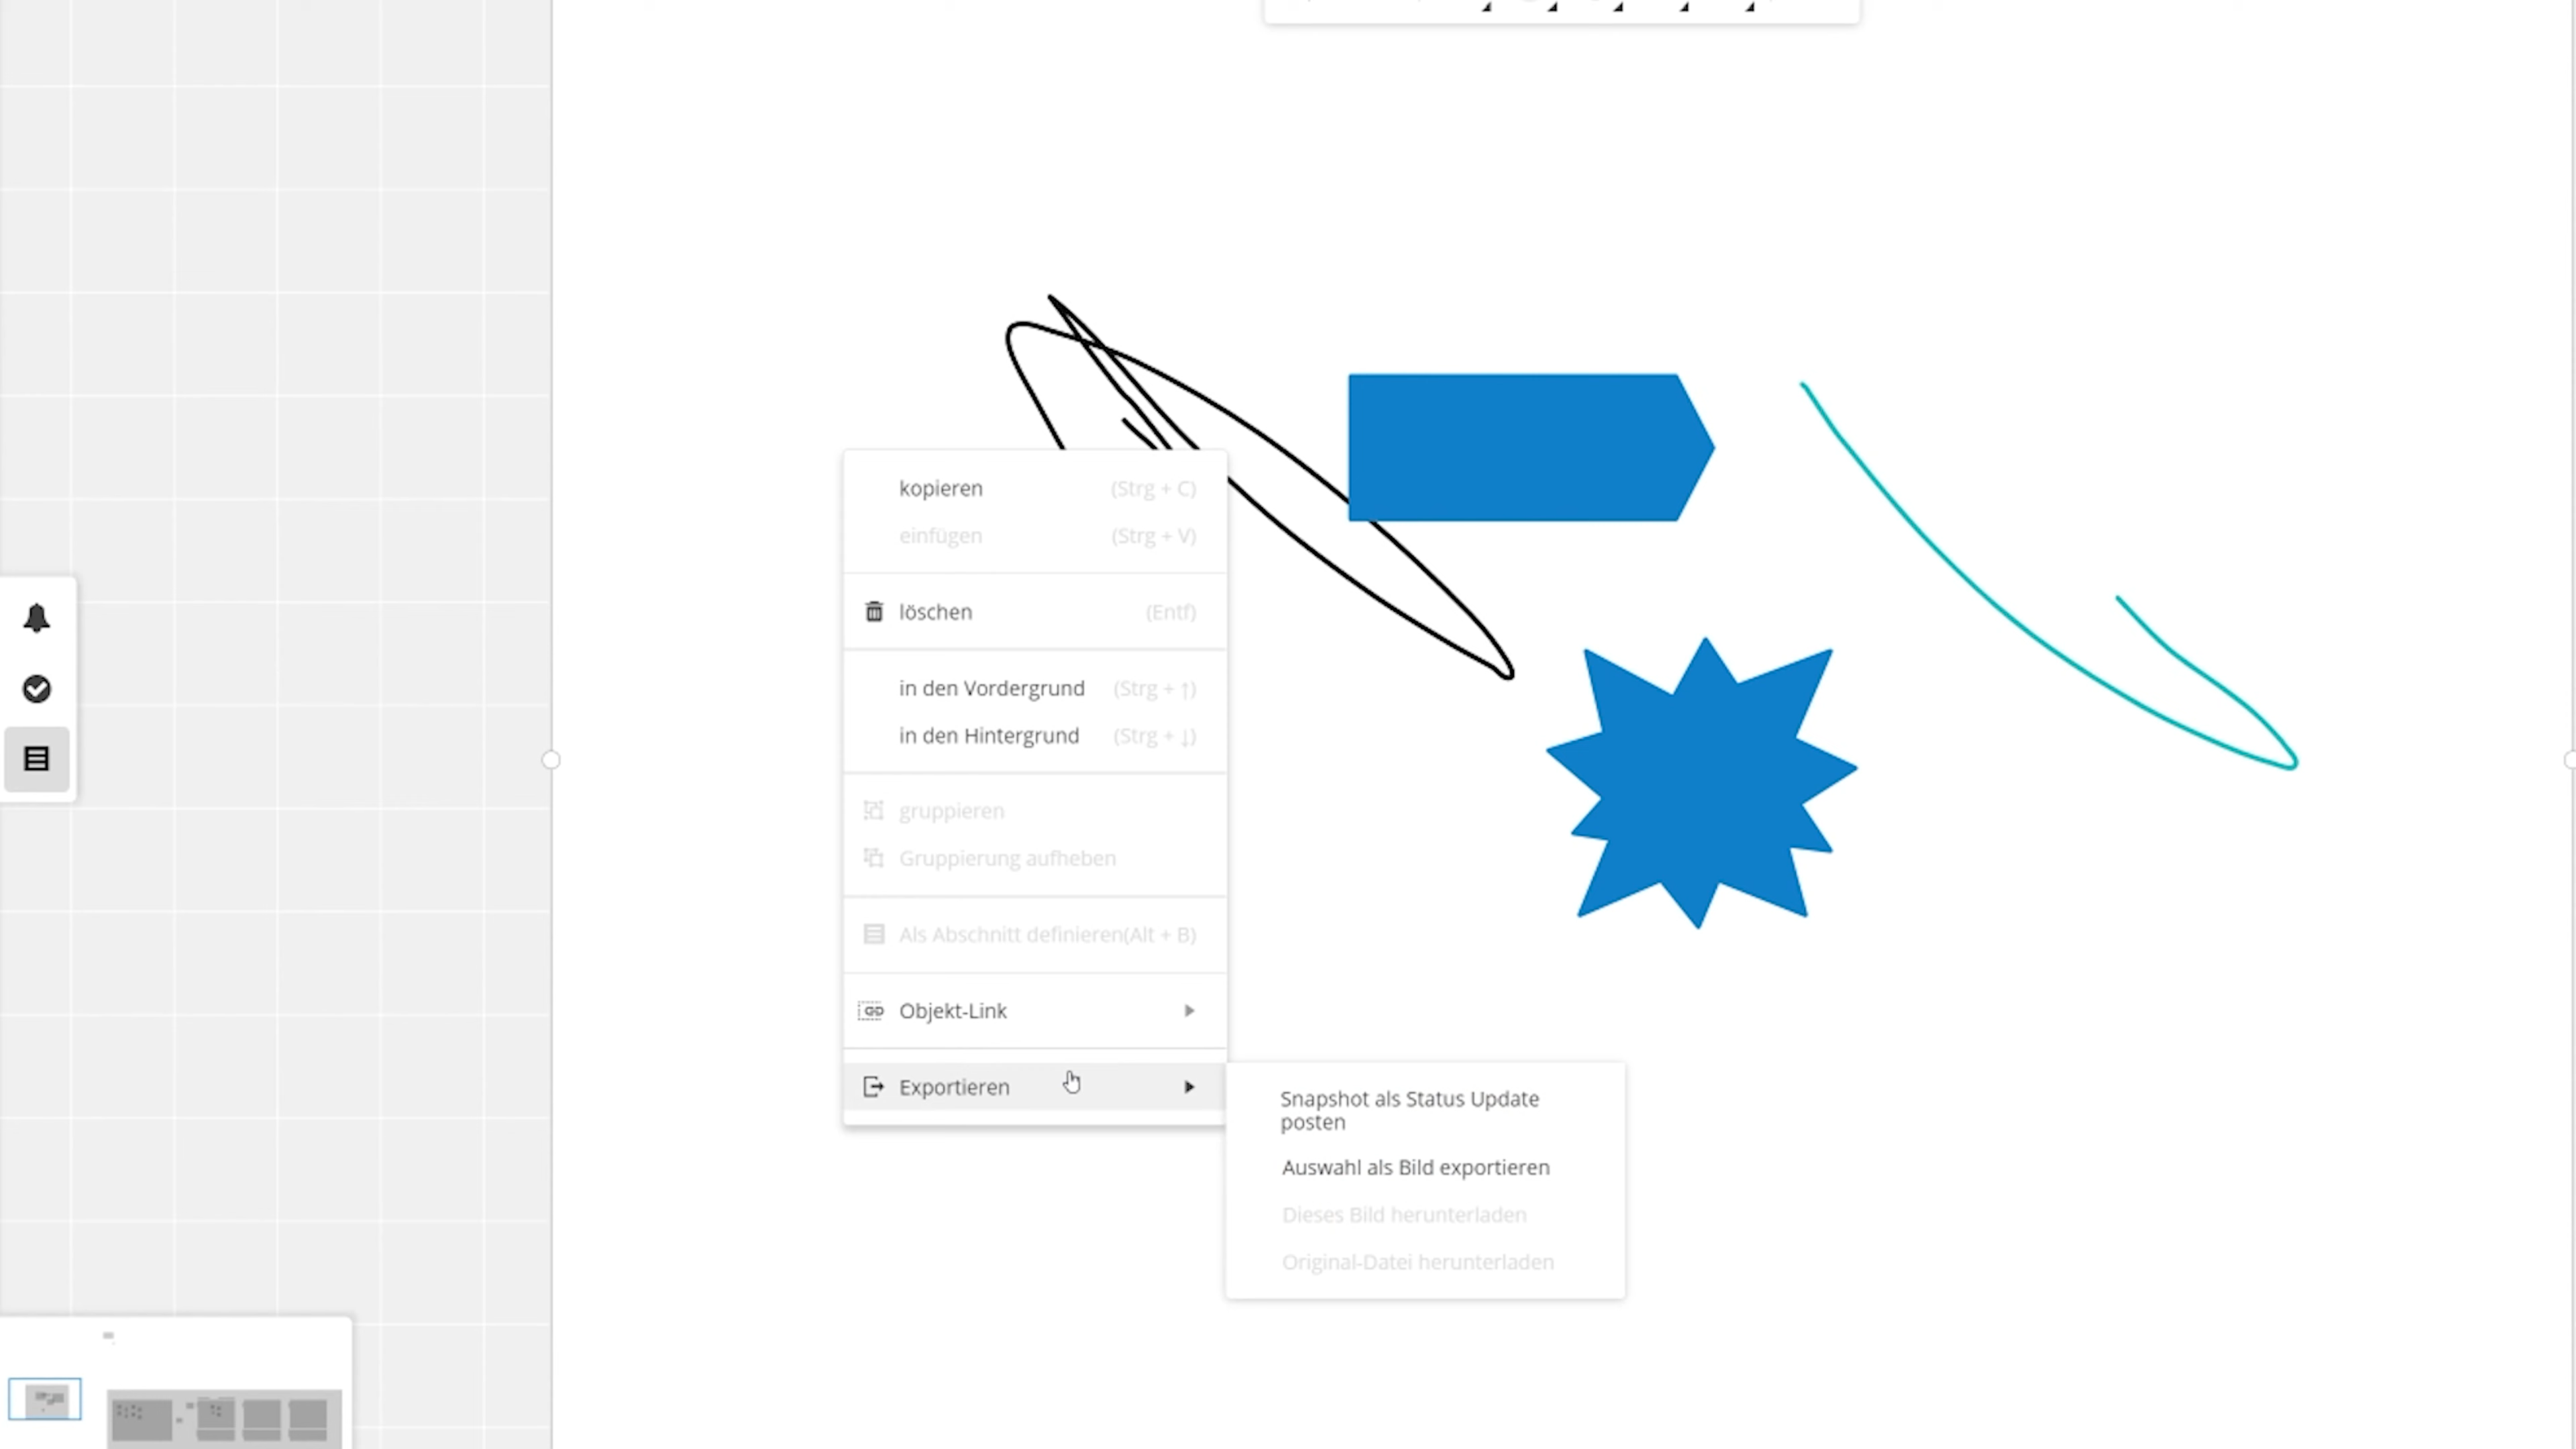 kopieren (Strg + C)
einfügen (Strg + V)
löschen (Entf)
in den Vordergrund (Strg + ↑)
in den Hintergrund (Strg + ↓)
gruppieren
Gruppierung aufheben
Als Abschnitt definieren(Alt + B)
Objekt-Link
Exportieren
Snapshot als Status Update
posten
Auswahl als Bild exportieren
Dieses Bild herunterladen
Original-Datei herunterladen